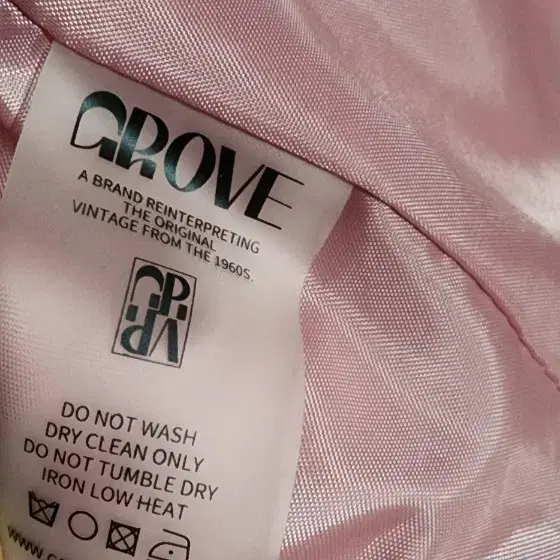 GROVE
A BRAND REINTERPRETING
THE ORIGINAL
VINTAGE FROM THE 1960S.
DO NOT WASH
DRY CLEAN ONLY
DO NOT TUMBLE DRY
IRON LOW HEAT